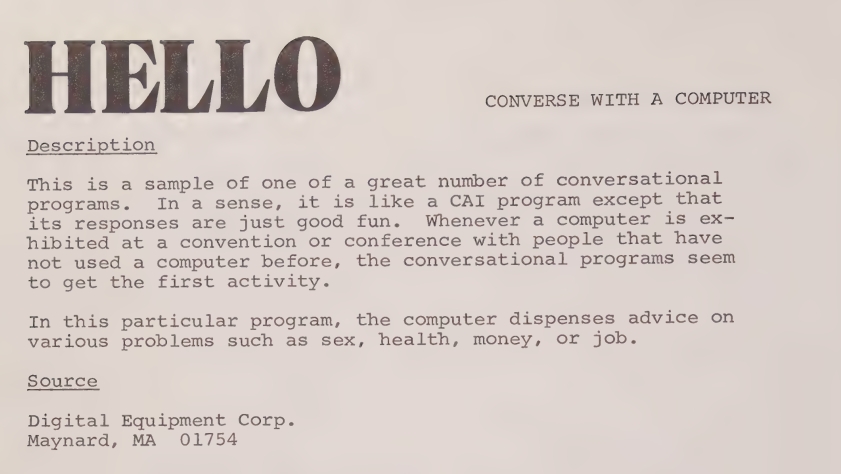 HELLO
CONVERSE WITH A COMPUTER
Description
This is a sample of one of a great number of conversational
programs. In a sense, it is like a CAI program except that
its responses are just good fun. Whenever a computer is ex-
hibited at a convention or conference with people that have
not used a computer before, the conversational programs seem
to get the first activity.
In this particular program, the computer dispenses advice on
various problems such as sex, health, money, or job.
Source
Digital Equipment Corp.
Maynard, MA 01754